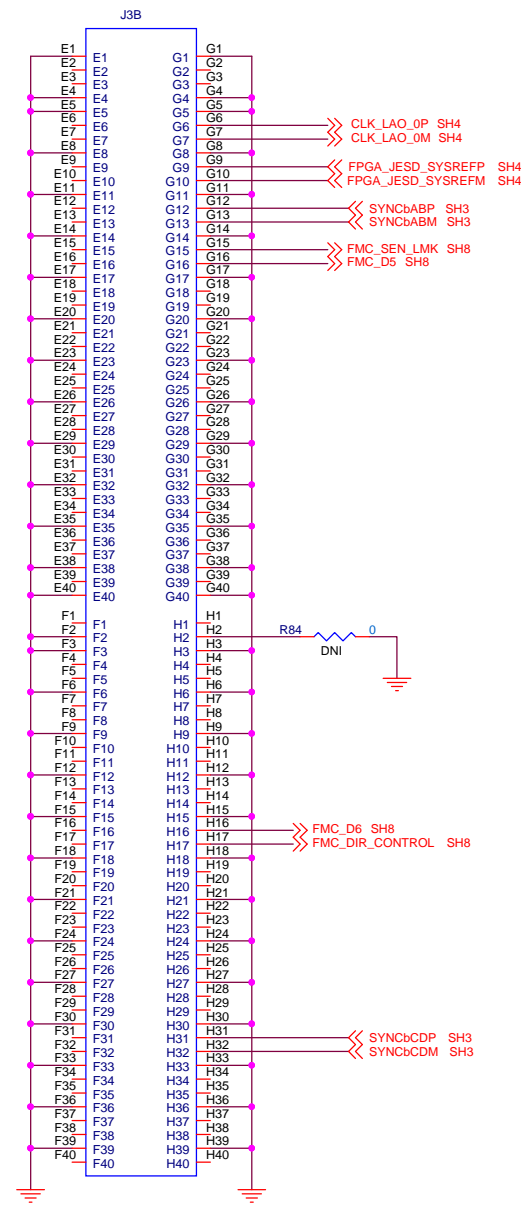 J3B
E1 E1 G1 G1
E2 E2 G2 G2
E3 E3 G3 G3
E4 E4 G4 G4
E5 E5 G5 G5
E6 E6 G6 G6 CLK_LAO_0P SH4
E7 E7 G7 G7 CLK_LAO_0M SH4
E8 E8 G8 G8
E9 E9 G9 G9 FPGA_JESD_SYSREFP SH4
E10 E10 G10 G10 FPGA_JESD_SYSREFM SH4
E11 E11 G11 G11
E12 E12 G12 G12 SYNCbABP SH3
E13 E13 G13 G13 SYNCbABM SH3
E14 E14 G14 G14
E15 E15 G15 G15 FMC_SEN_LMK SH8
E16 E16 G16 G16 FMC_D5 SH8
E17 E17 G17 G17
E18 E18 G18 G18
E19 E19 G19 G19
E20 E20 G20 G20
E21 E21 G21 G21
E22 E22 G22 G22
E23 E23 G23 G23
E24 E24 G24 G24
E25 E25 G25 G25
E26 E26 G26 G26
E27 E27 G27 G27
E28 E28 G28 G28
E29 E29 G29 G29
E30 E30 G30 G30
E31 E31 G31 G31
E32 E32 G32 G32
E33 E33 G33 G33
E34 E34 G34 G34
E35 E35 G35 G35
E36 E36 G36 G36
E37 E37 G37 G37
E38 E38 G38 G38
E39 E39 G39 G39
E40 E40 G40 G40
F1 F1 H1 H1
F2 F2 H2 H2 R84 0
DNI
F3 F3 H3 H3
F4 F4 H4 H4
F5 F5 H5 H5
F6 F6 H6 H6
F7 F7 H7 H7
F8 F8 H8 H8
F9 F9 H9 H9
F10 F10 H10 H10
F11 F11 H11 H11
F12 F12 H12 H12
F13 F13 H13 H13
F14 F14 H14 H14
F15 F15 H15 H15
F16 F16 H16 H16 FMC_D6 SH8
F17 F17 H17 H17 FMC_DIR_CONTROL SH8
F18 F18 H18 H18
F19 F19 H19 H19
F20 F20 H20 H20
F21 F21 H21 H21
F22 F22 H22 H22
F23 F23 H23 H23
F24 F24 H24 H24
F25 F25 H25 H25
F26 F26 H26 H26
F27 F27 H27 H27
F28 F28 H28 H28
F29 F29 H29 H29
F30 F30 H30 H30
F31 F31 H31 H31 SYNCbCDP SH3
F32 F32 H32 H32 SYNCbCDM SH3
F33 F33 H33 H33
F34 F34 H34 H34
F35 F35 H35 H35
F36 F36 H36 H36
F37 F37 H37 H37
F38 F38 H38 H38
F39 F39 H39 H39
F40 F40 H40 H40